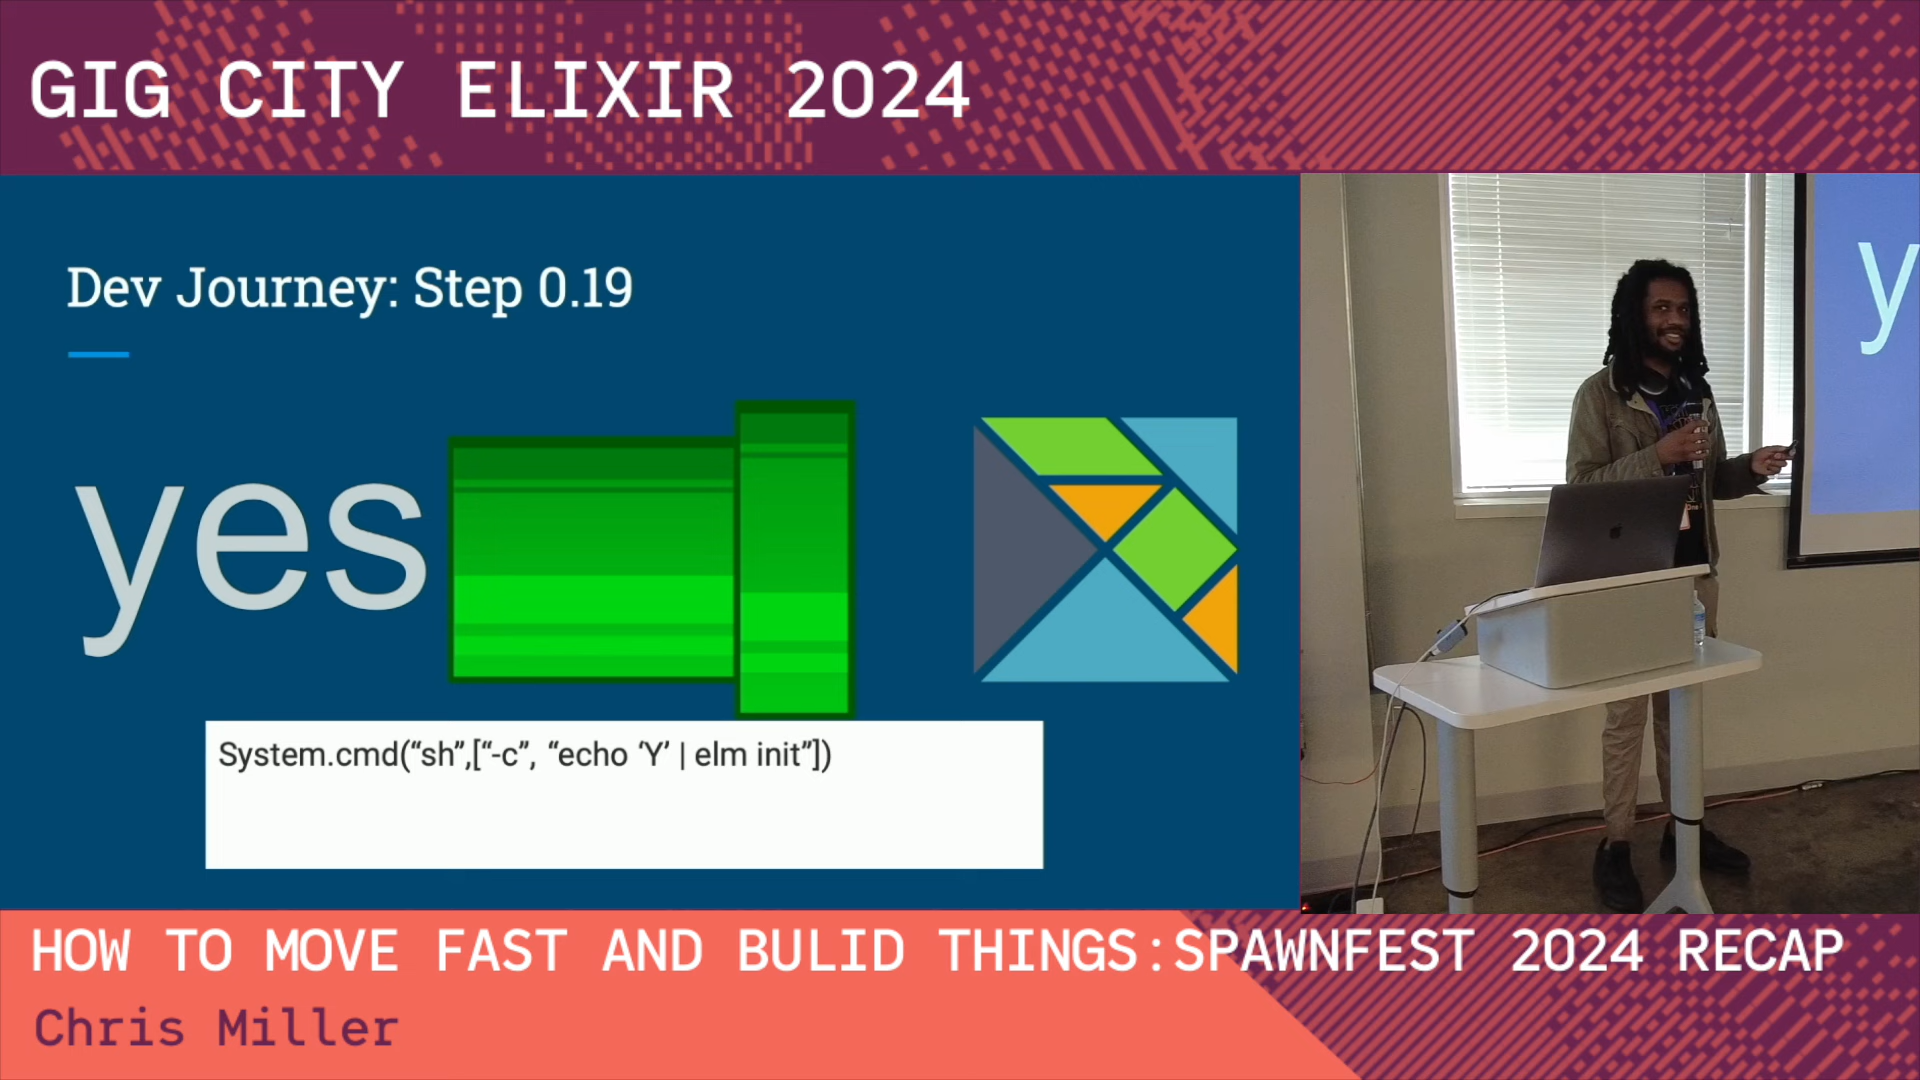 GIG CITY ELIXIR 2024
Dev Journey: Step 0.19
yes
System.cmd(“sh”,[“-c”, “echo ‘Y’ | elm init”])
y
HOW TO MOVE FAST AND BULID THINGS:SPAWNFEST 2024 RECAP
Chris Miller